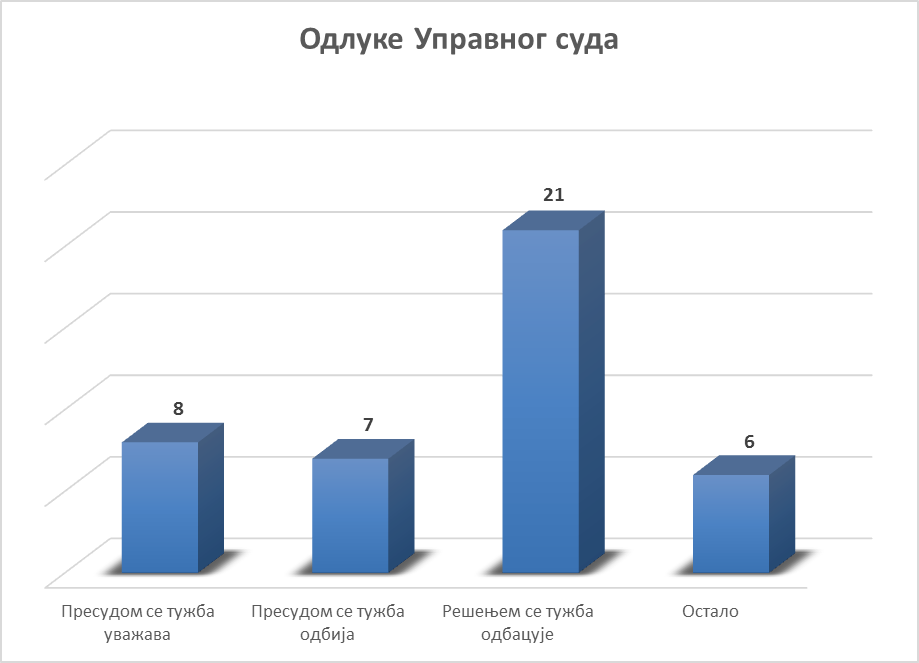 Одлуке Управног суда
21
8
7
6
Пресудом се тужба
уважава
Пресудом се тужба
одбија
Решењем се тужба
одбацује
Остало